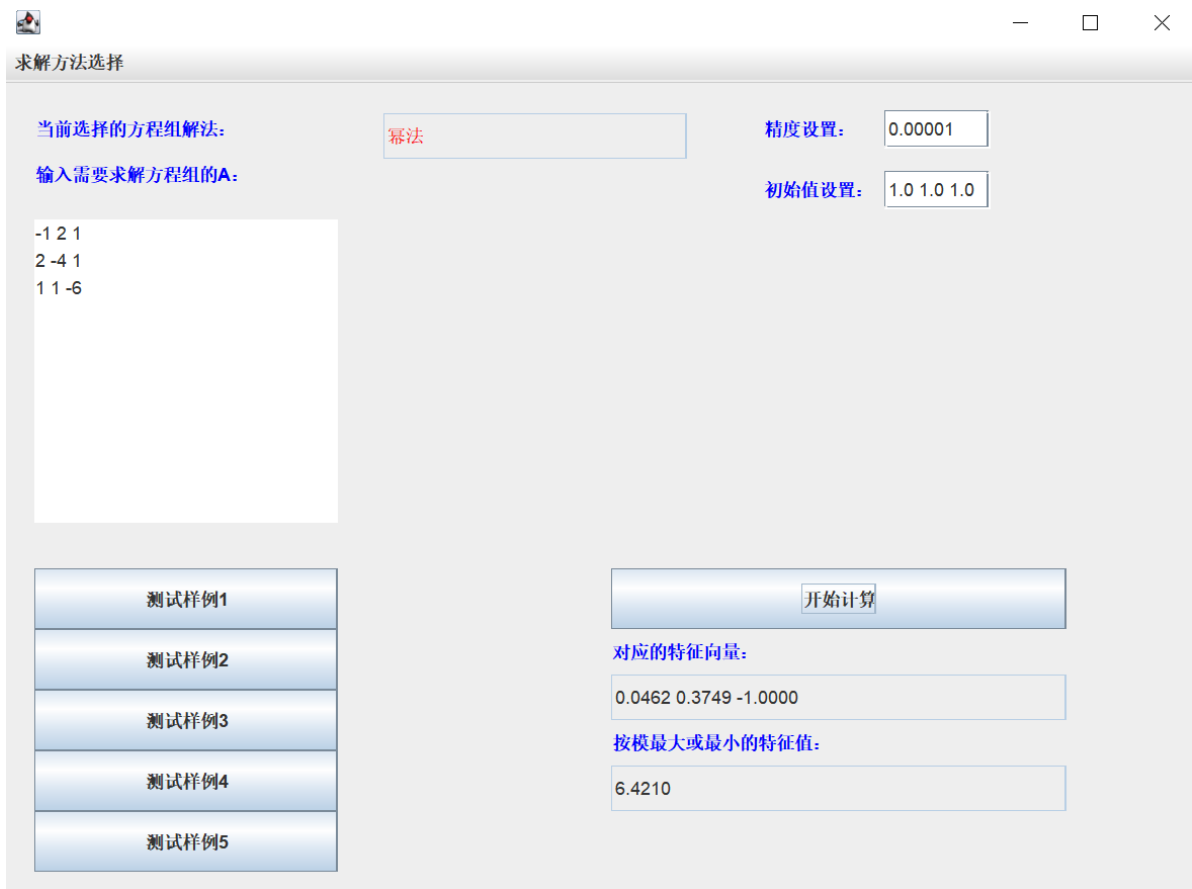 求解方法选择
当前选择的方程组解法：
幂法
精度设置：
0.00001
输入需要求解方程组的A：
初始值设置：
1.0 1.0 1.0
-1 2 1
2 -4 1
1 1 -6
测试样例1
测试样例2
测试样例3
测试样例4
测试样例5
开始计算
对应的特征向量：
0.0462 0.3749 -1.0000
按模最大或最小的特征值：
6.4210